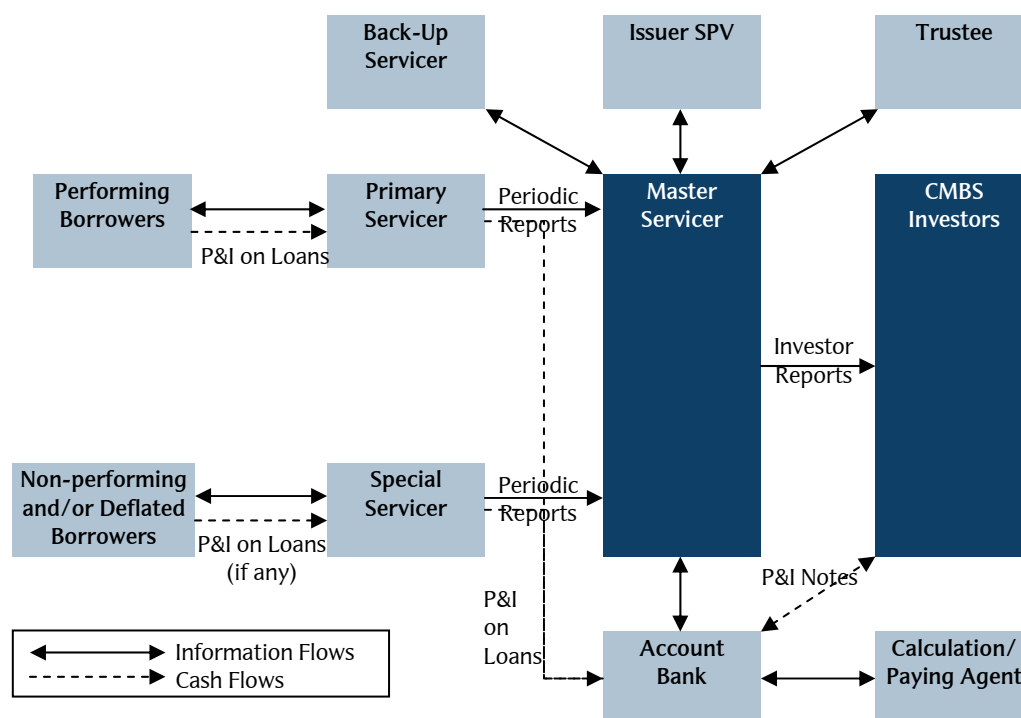 Back-Up
Servicer
Issuer SPV
Trustee
Performing
Borrowers
Primary
Servicer
Periodic
Reports
Master
Servicer
CMBS
Investors
P&I on Loans
Investor
Reports
Non-performing
and/or Deflated
Borrowers
Special
Servicer
Periodic
Reports
P&I on Loans
(if any)
P&I Notes
P&I
on
Loans
Account
Bank
Calculation/
Paying Agent
Information Flows
Cash Flows